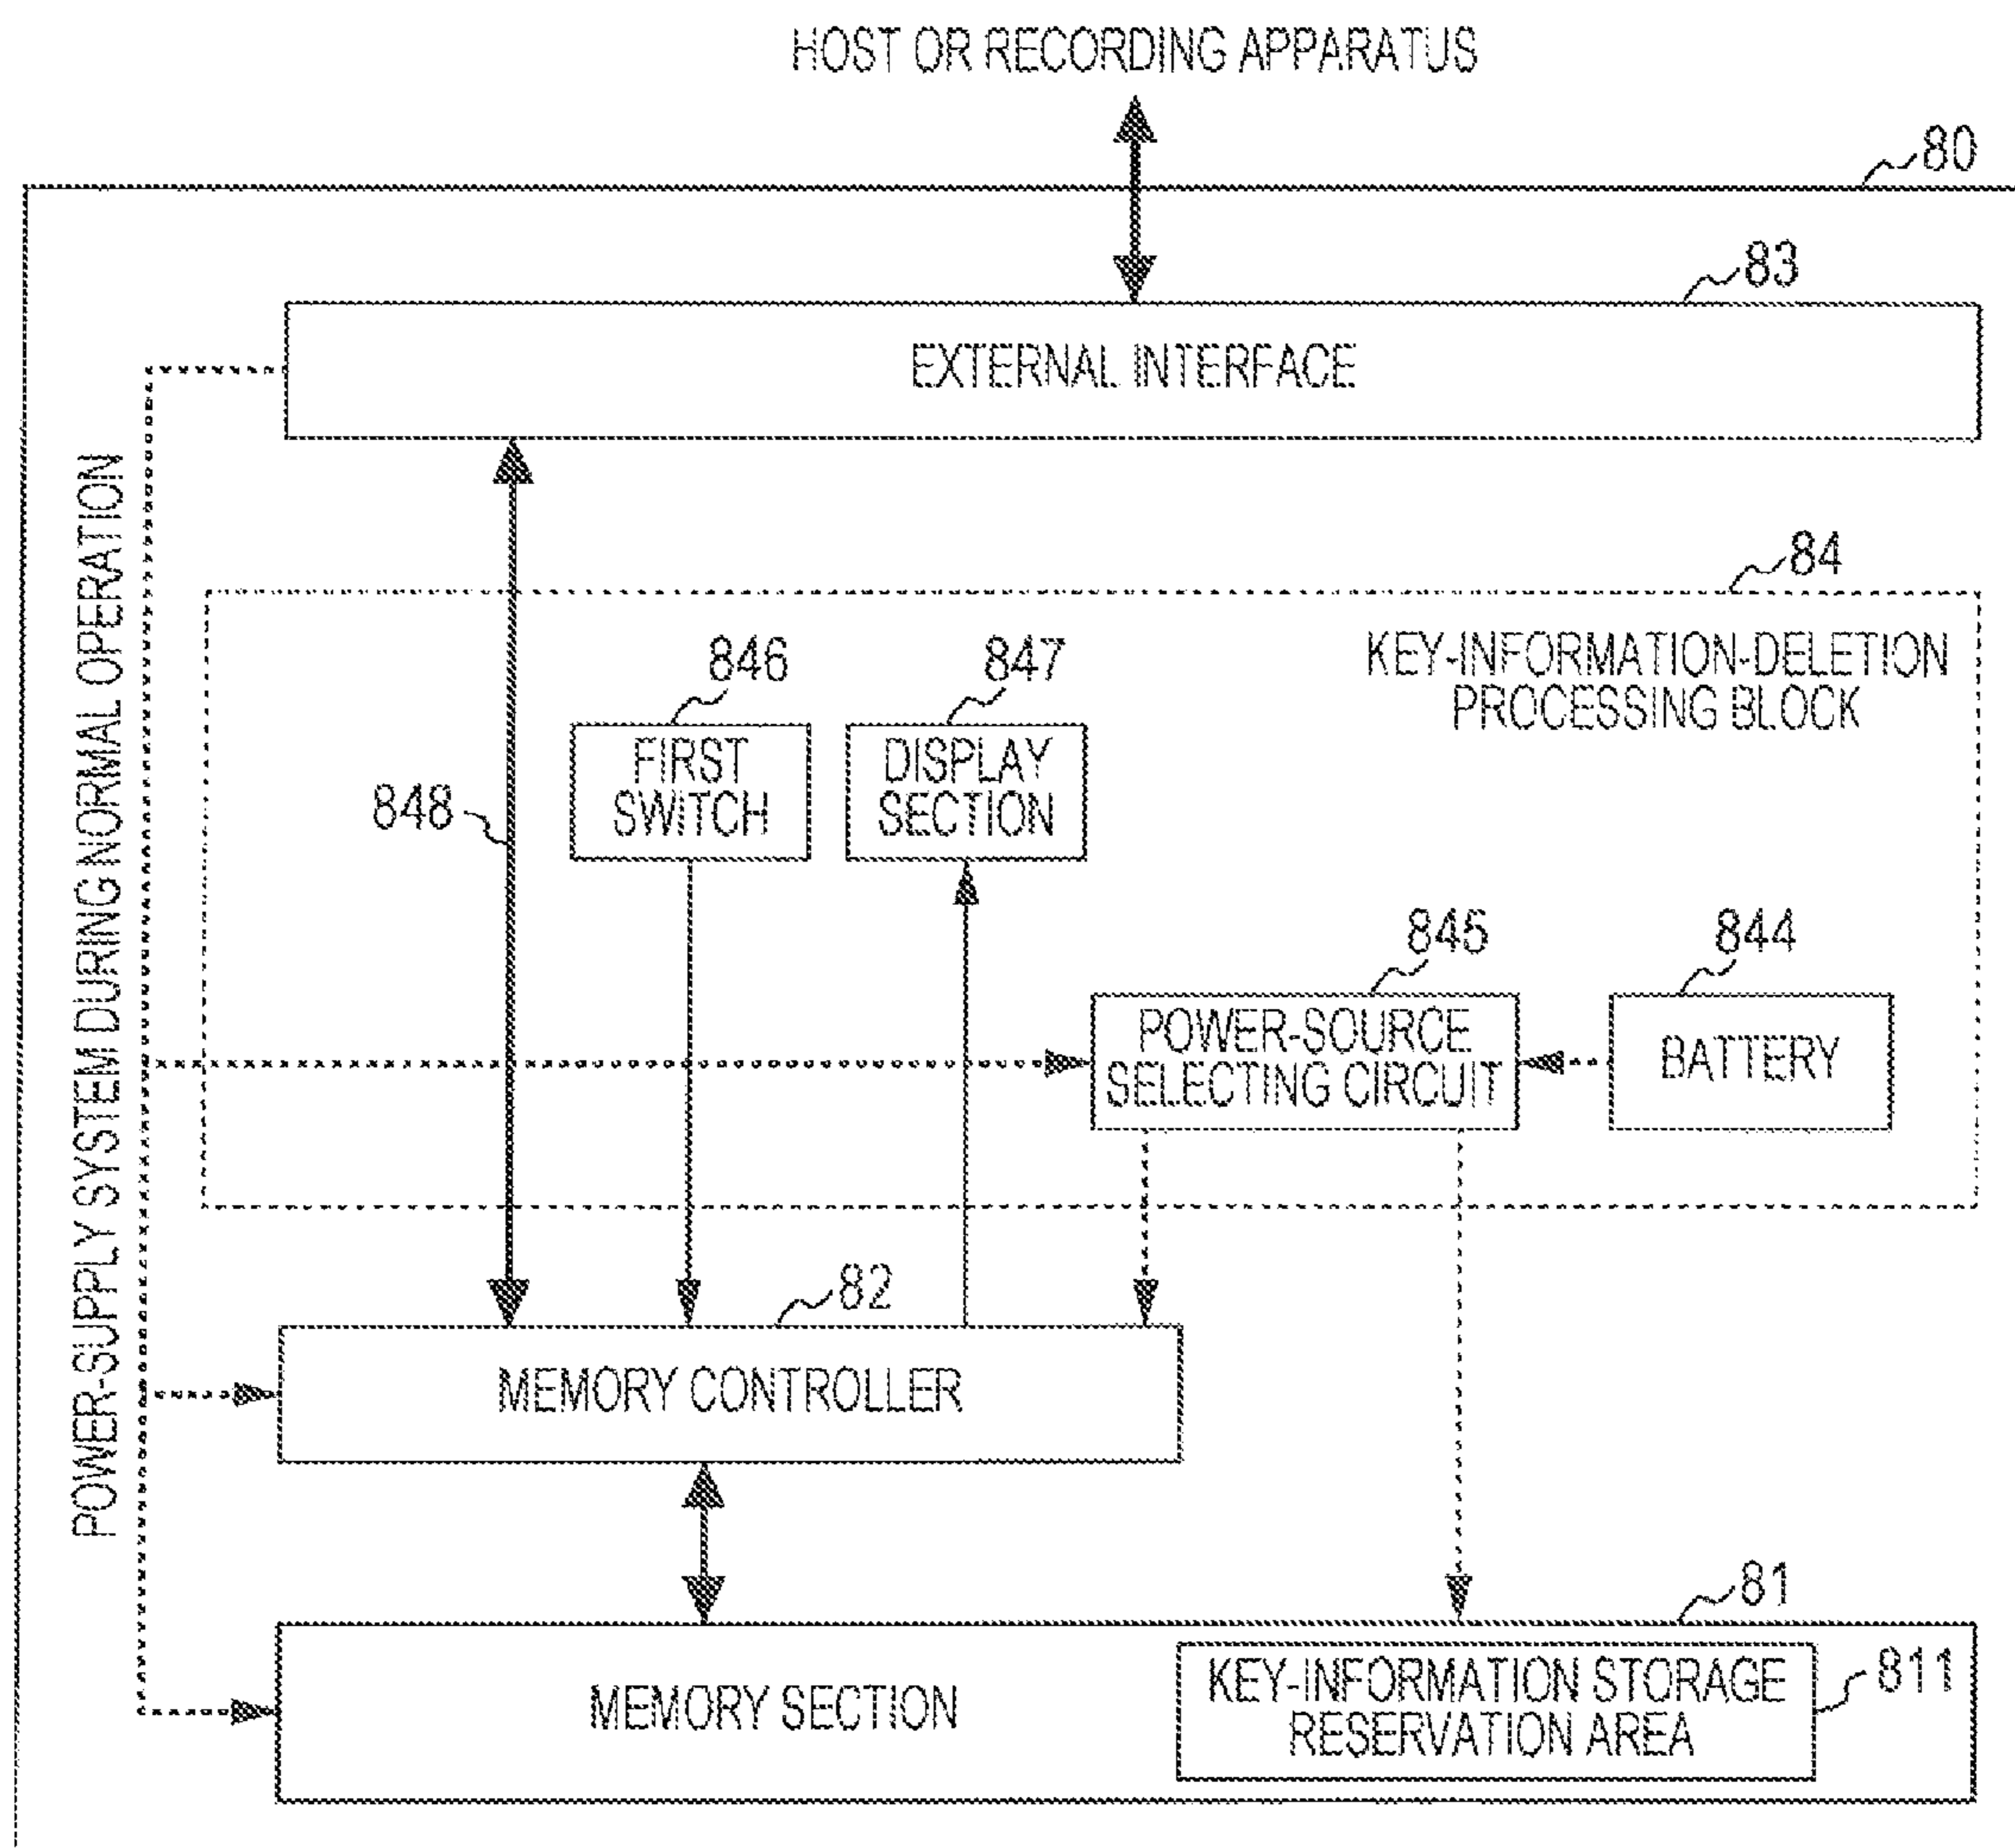 HOST OR RECORDING APPARATUS
80
83
EXTERNAL INTERFACE
POWER-SUPPLY SYSTEM DURING NORMAL OPERATION
84
KEY-INFORMATION-DELETION
PROCESSING BLOCK
846
847
FIRST
SWITCH
DISPLAY
SECTION
848
845
844
POWER-SOURCE
SELECTING CIRCUIT
BATTERY
82
MEMORY CONTROLLER
81
MEMORY SECTION
KEY-INFORMATION STORAGE
RESERVATION AREA
811